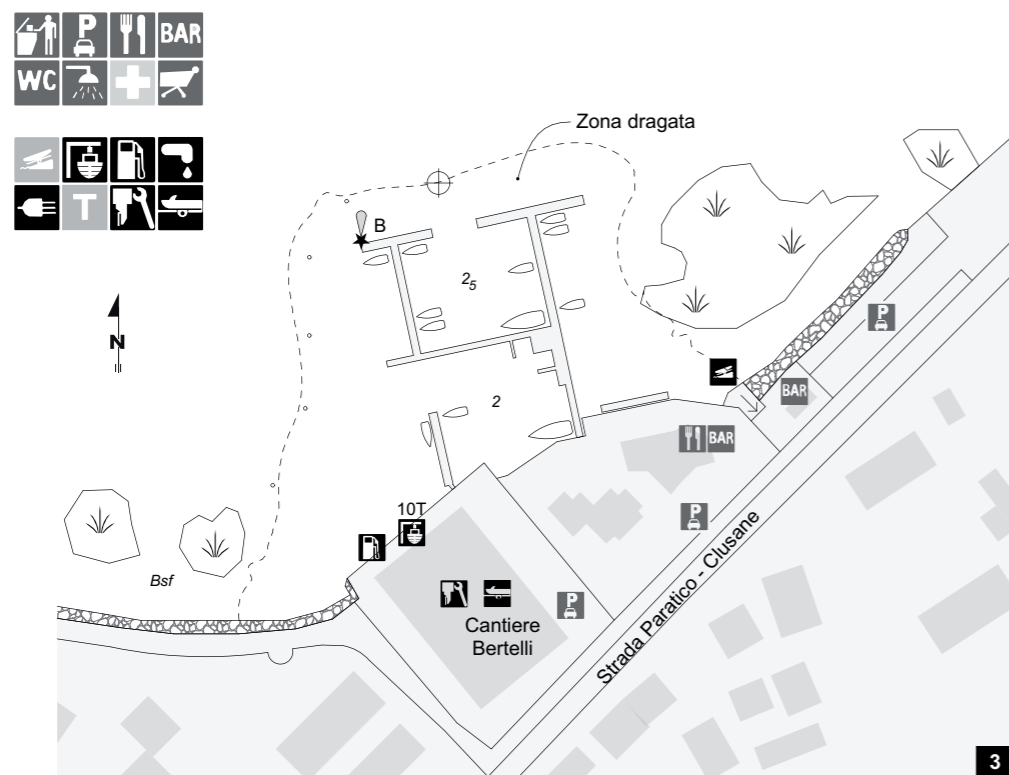 P BAR
WC
T
Zona dragata
B
N
2₅
2
P
BAR
BAR
10T
P
Bsf
P
Cantiere
Bertelli
Strada Paratico - Clusane
3